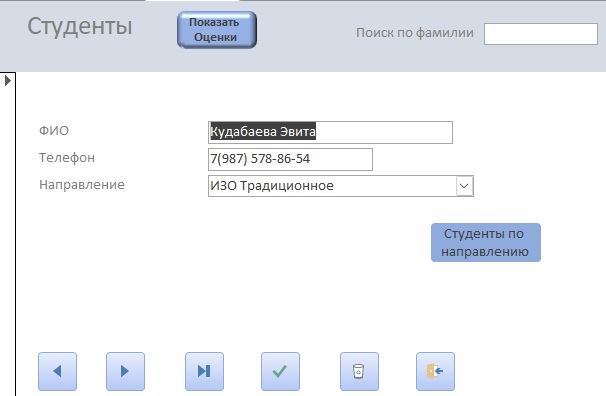 Студенты
Показать
Оценки
Поиск по фамилии
ФИО
Кудабаева Эвита
Телефон
7(987) 578-86-54
Направление
ИЗО Традиционное
Студенты по
направлению